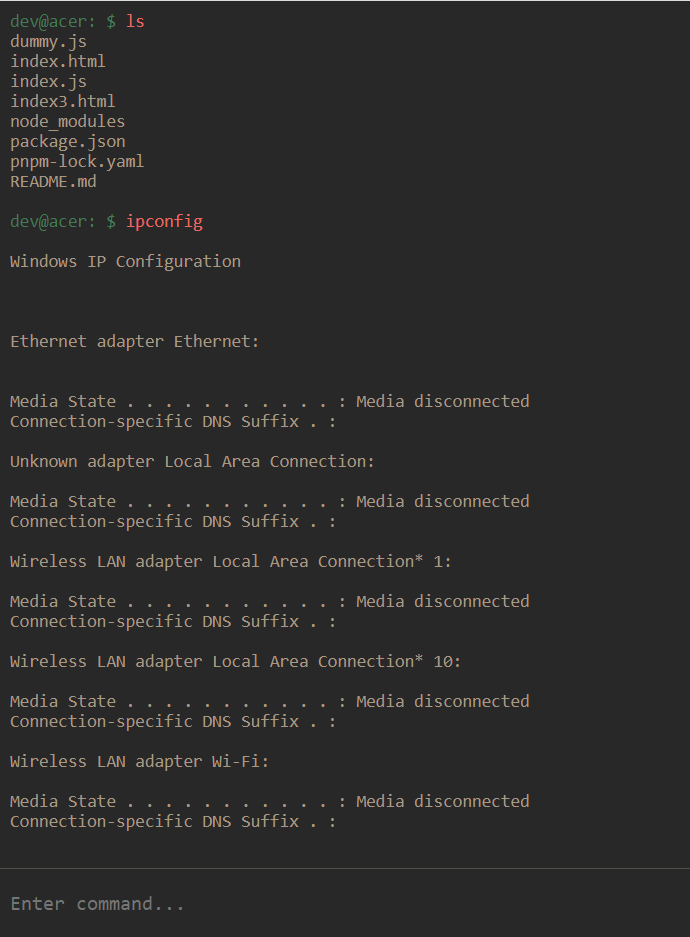 dev@acer: $ ls
dummy.js
index.html
index.js
index3.html
node_modules
package.json
pnpm-lock.yaml
README.md
dev@acer: $ ipconfig
Windows IP Configuration
Ethernet adapter Ethernet:
Media State . . . . . . . . . . . : Media disconnected
Connection-specific DNS Suffix . :
Unknown adapter Local Area Connection:
Media State . . . . . . . . . . . : Media disconnected
Connection-specific DNS Suffix . :
Wireless LAN adapter Local Area Connection* 1:
Media State . . . . . . . . . . . : Media disconnected
Connection-specific DNS Suffix . :
Wireless LAN adapter Local Area Connection* 10:
Media State . . . . . . . . . . . : Media disconnected
Connection-specific DNS Suffix . :
Wireless LAN adapter Wi-Fi:
Media State . . . . . . . . . . . : Media disconnected
Connection-specific DNS Suffix . :
Enter command...